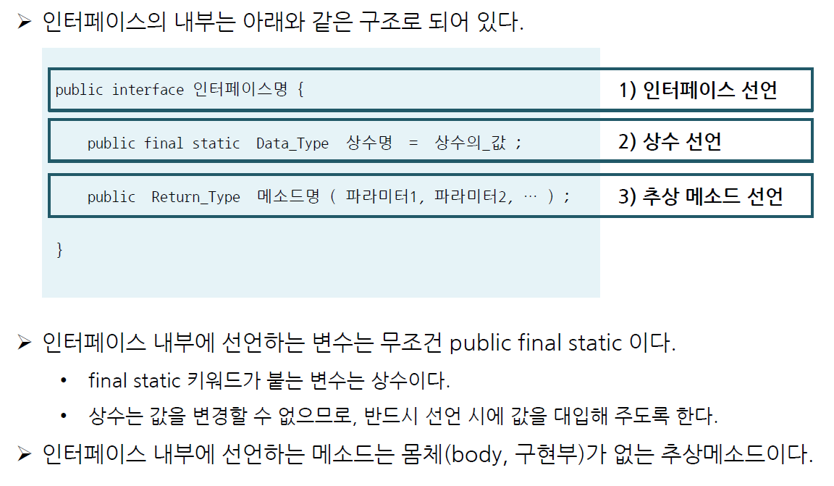 ➤ 인터페이스의 내부는 아래와 같은 구조로 되어 있다.
public interface 인터페이스명 {
1) 인터페이스 선언
public final static Data_Type 상수명 = 상수의_값 ;
2) 상수 선언
public Return_Type 메소드명 ( 파라미터1, 파라미터2, … ) ;
3) 추상 메소드 선언
}
➤ 인터페이스 내부에 선언하는 변수는 무조건 public final static 이다.
• final static 키워드가 붙는 변수는 상수이다.
• 상수는 값을 변경할 수 없으므로, 반드시 선언 시에 값을 대입해 주도록 한다.
➤ 인터페이스 내부에 선언하는 메소드는 몸체(body, 구현부)가 없는 추상메소드이다.